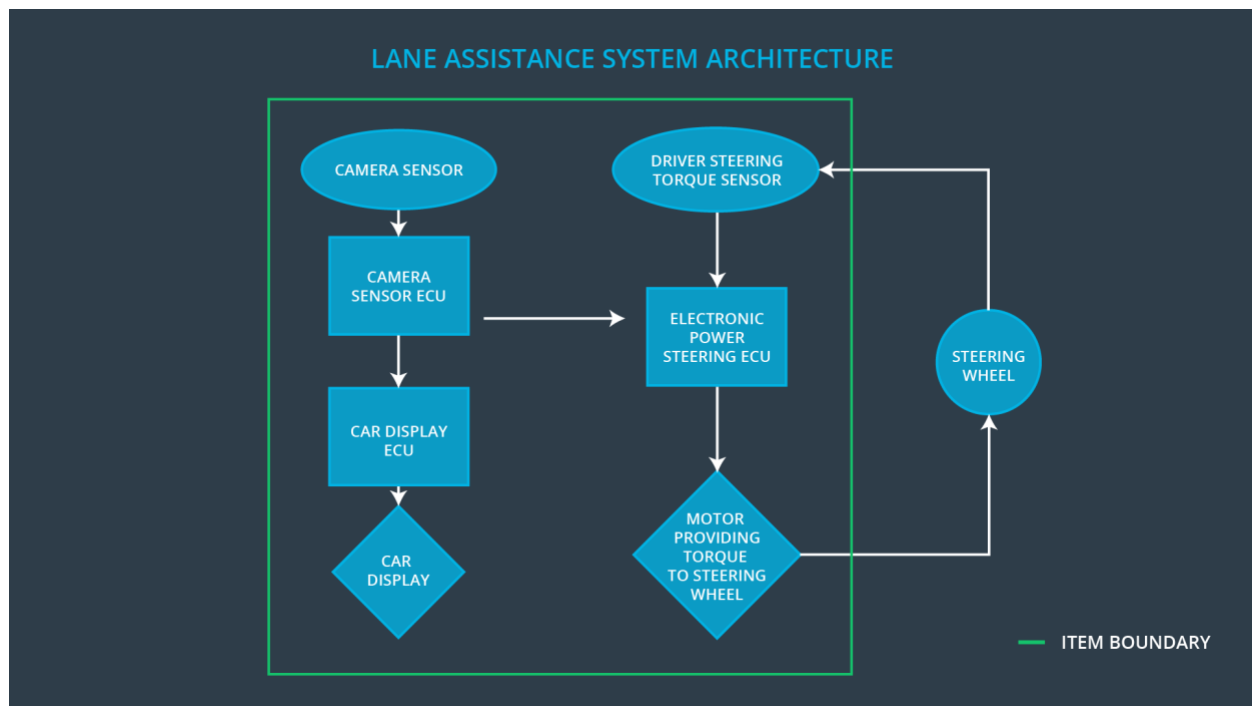 LANE ASSISTANCE SYSTEM ARCHITECTURE
CAMERA SENSOR
CAMERA
SENSOR ECU
CAR DISPLAY
ECU
CAR
DISPLAY
DRIVER STEERING
TORQUE SENSOR
ELECTRONIC
POWER
STEERING ECU
MOTOR
PROVIDING
TORQUE
TO STEERING
WHEEL
STEERING
WHEEL
ITEM BOUNDARY